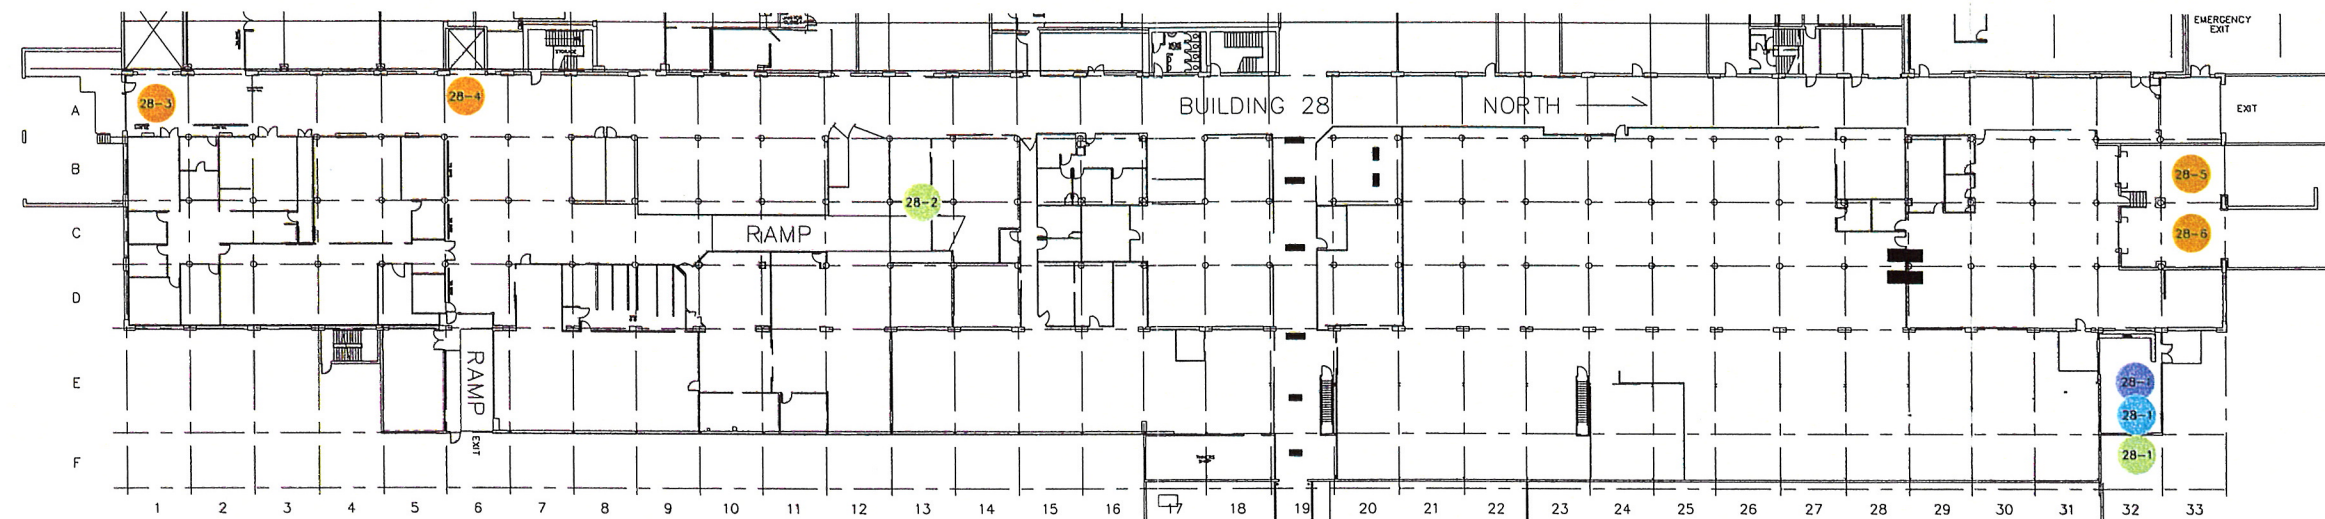 EMERGENCY
EXIT
STORAGE
A
28-3
28-4
BUILDING 28
NORTH
EXIT
B
28-5
28-2
C
RAMP
28-6
D
RAMP
E
28-1
28-1
EXIT
F
28-1
1 2 3 4 5 6 7 8 9 10 11 12 13 14 15 16 17 18 19 20 21 22 23 24 25 26 27 28 29 30 31 32 33